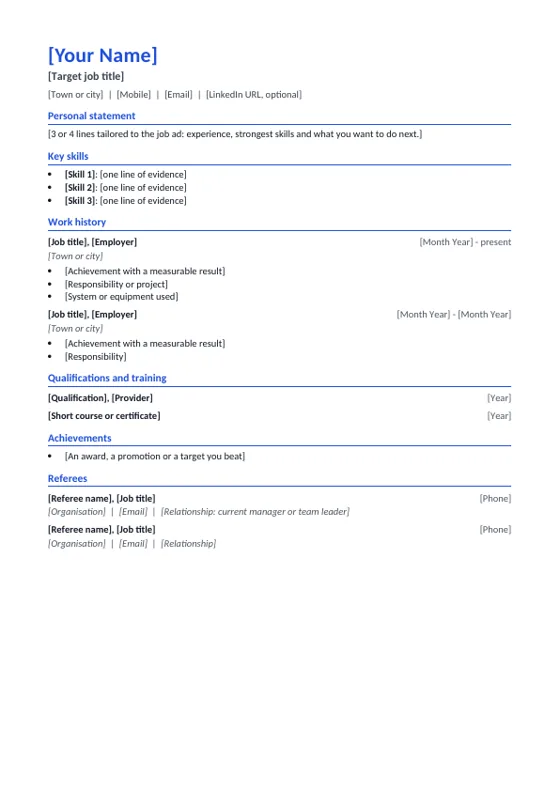 [Your Name]
[Target job title]
[Town or city] | [Mobile] | [Email] | [LinkedIn URL, optional]
Personal statement
[3 or 4 lines tailored to the job ad: experience, strongest skills and what you want to do next.]
Key skills
• [Skill 1]: [one line of evidence]
• [Skill 2]: [one line of evidence]
• [Skill 3]: [one line of evidence]
Work history
[Job title], [Employer] [Month Year] - present
[Town or city]
• [Achievement with a measurable result]
• [Responsibility or project]
• [System or equipment used]
[Job title], [Employer] [Month Year] - [Month Year]
[Town or city]
• [Achievement with a measurable result]
• [Responsibility]
Qualifications and training
[Qualification], [Provider] [Year]
[Short course or certificate] [Year]
Achievements
• [An award, a promotion or a target you beat]
Referees
[Referee name], [Job title] [Phone]
[Organisation] | [Email] | [Relationship: current manager or team leader]
[Referee name], [Job title] [Phone]
[Organisation] | [Email] | [Relationship]